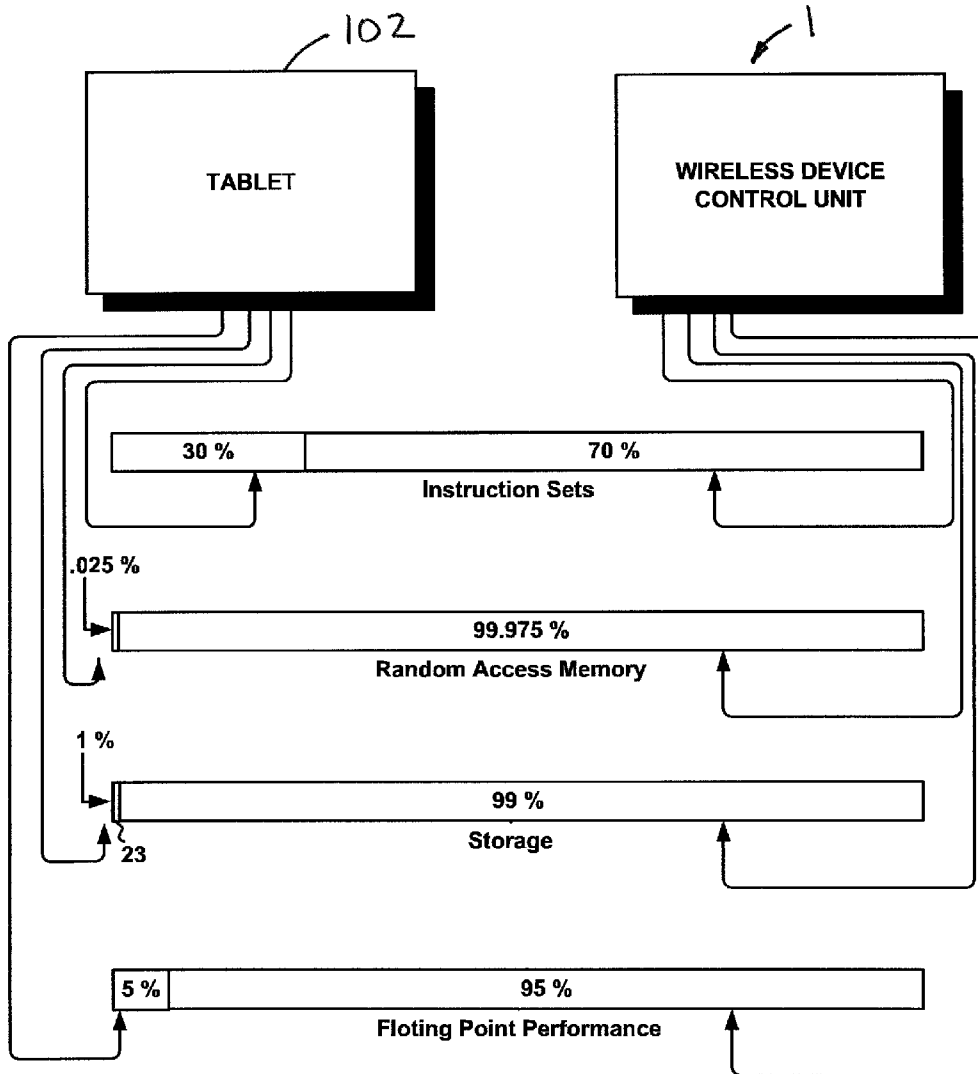 102
1
TABLET
WIRELESS DEVICE
CONTROL UNIT
30 %
70 %
Instruction Sets
.025 %
99.975 %
Random Access Memory
1 %
99 %
23
Storage
5 %
95 %
Floting Point Performance